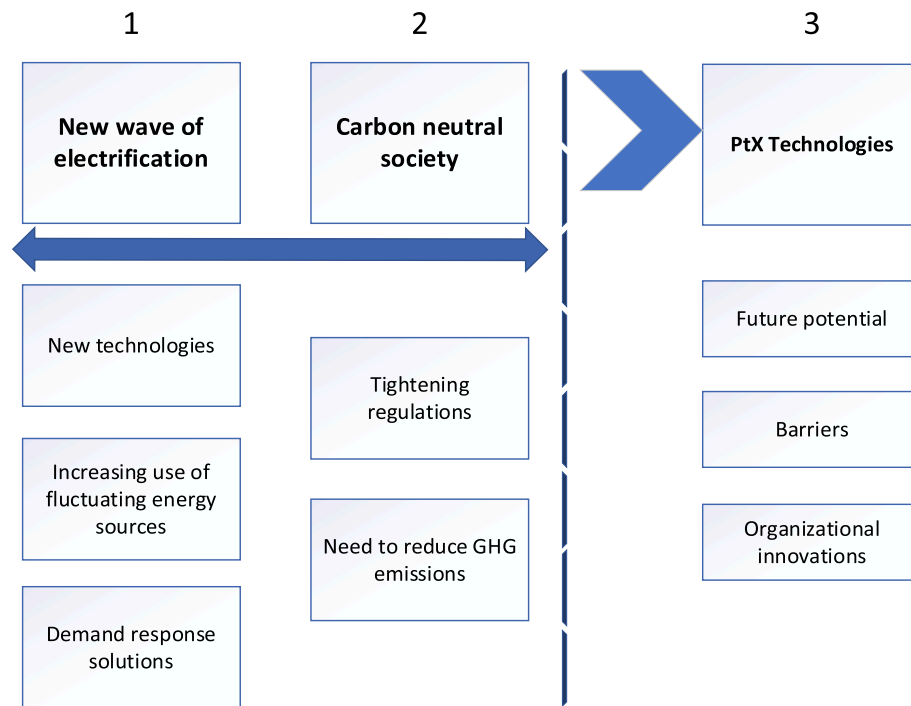 1
2
3
New wave of
electrification
Carbon neutral
society
PtX Technologies
New technologies
Increasing use of
fluctuating energy
sources
Demand response
solutions
Tightening
regulations
Need to reduce GHG
emissions
Future potential
Barriers
Organizational
innovations